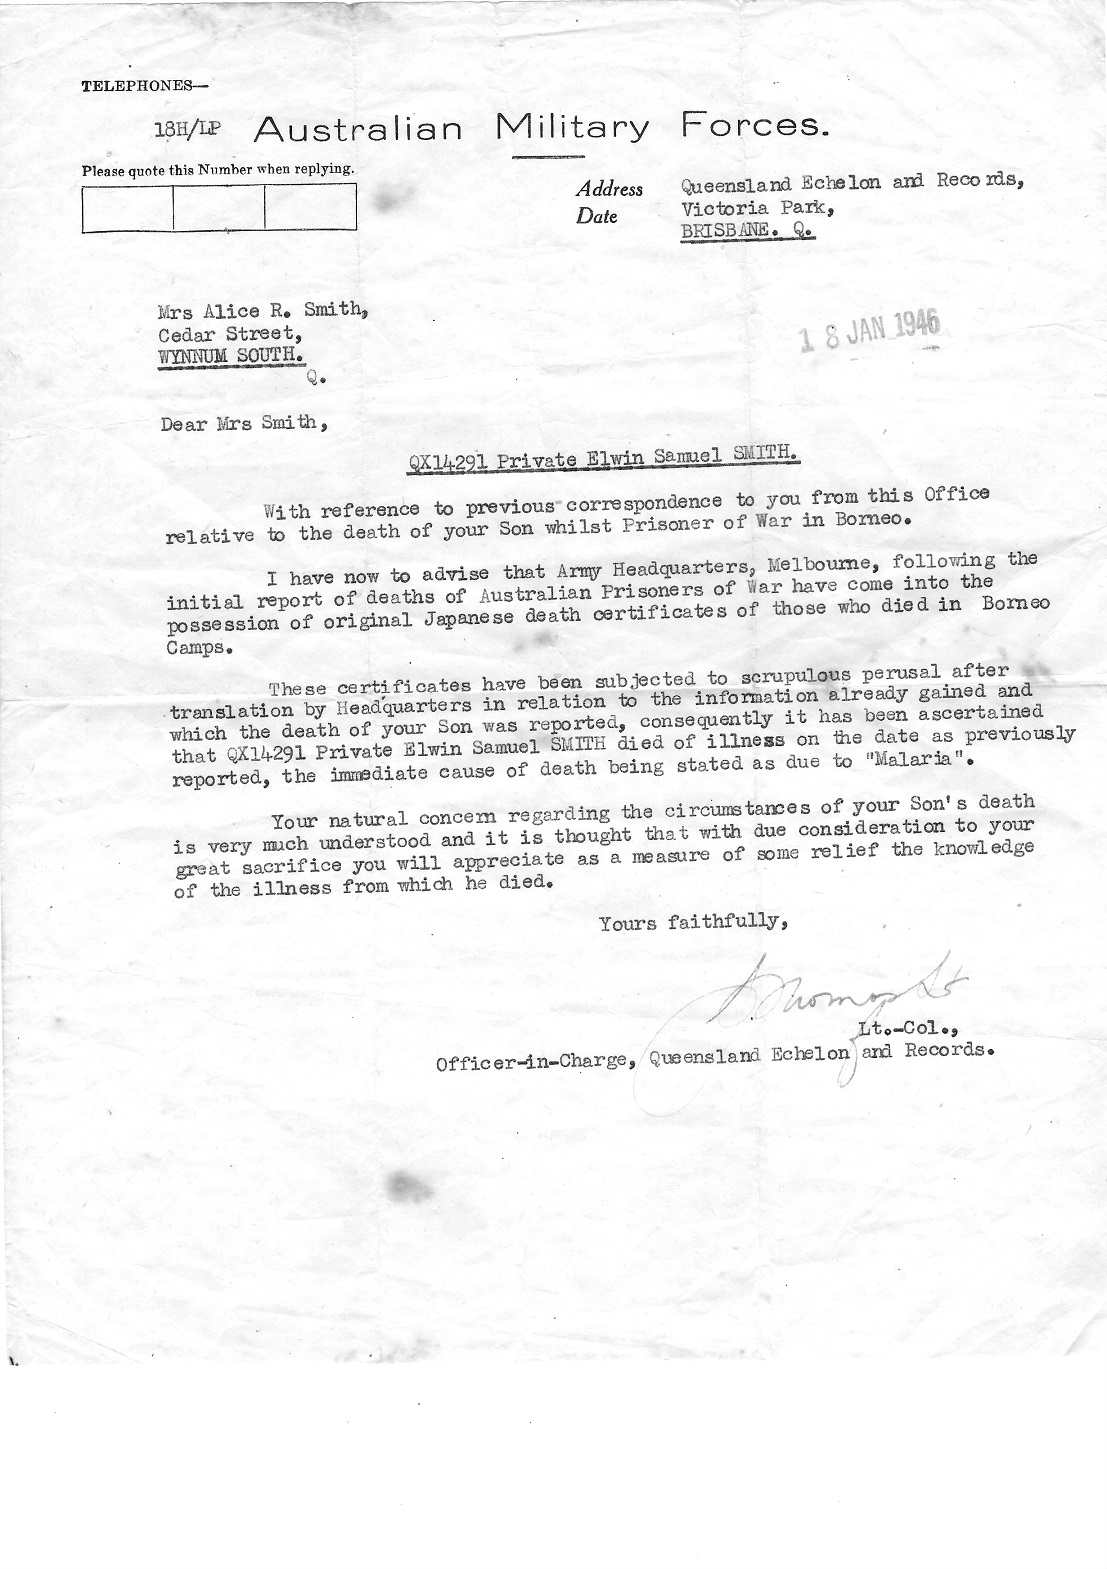 TELEPHONES—
18H/LP Australian Military Forces.
Please quote this Number when replying.
Address Queensland Echelon and Records,
Date Victoria Park,
BRISBANE. Q.
Mrs Alice R. Smith,
Cedar Street,
WYNNUM SOUTH.
Q.
18 JAN 1946
Dear Mrs Smith,
QX14291 Private Elwin Samuel SMITH.
With reference to previous correspondence to you from this Office
relative to the death of your Son whilst Prisoner of War in Borneo.
I have now to advise that Army Headquarters, Melbourne, following the
initial report of deaths of Australian Prisoners of War have come into the
possession of original Japanese death certificates of those who died in Borneo
Camps.
These certificates have been subjected to scrupulous perusal after
translation by Headquarters in relation to the information already gained and
which the death of your Son was reported, consequently it has been ascertained
that QX14291 Private Elwin Samuel SMITH died of illness on the date as previously
reported, the immediate cause of death being stated as due to "Malaria".
Your natural concern regarding the circumstances of your Son's death
is very much understood and it is thought that with due consideration to your
great sacrifice you will appreciate as a measure of some relief the knowledge
of the illness from which he died.
Yours faithfully,
Lt.-Col.,
Officer-in-Charge, Queensland Echelon and Records.